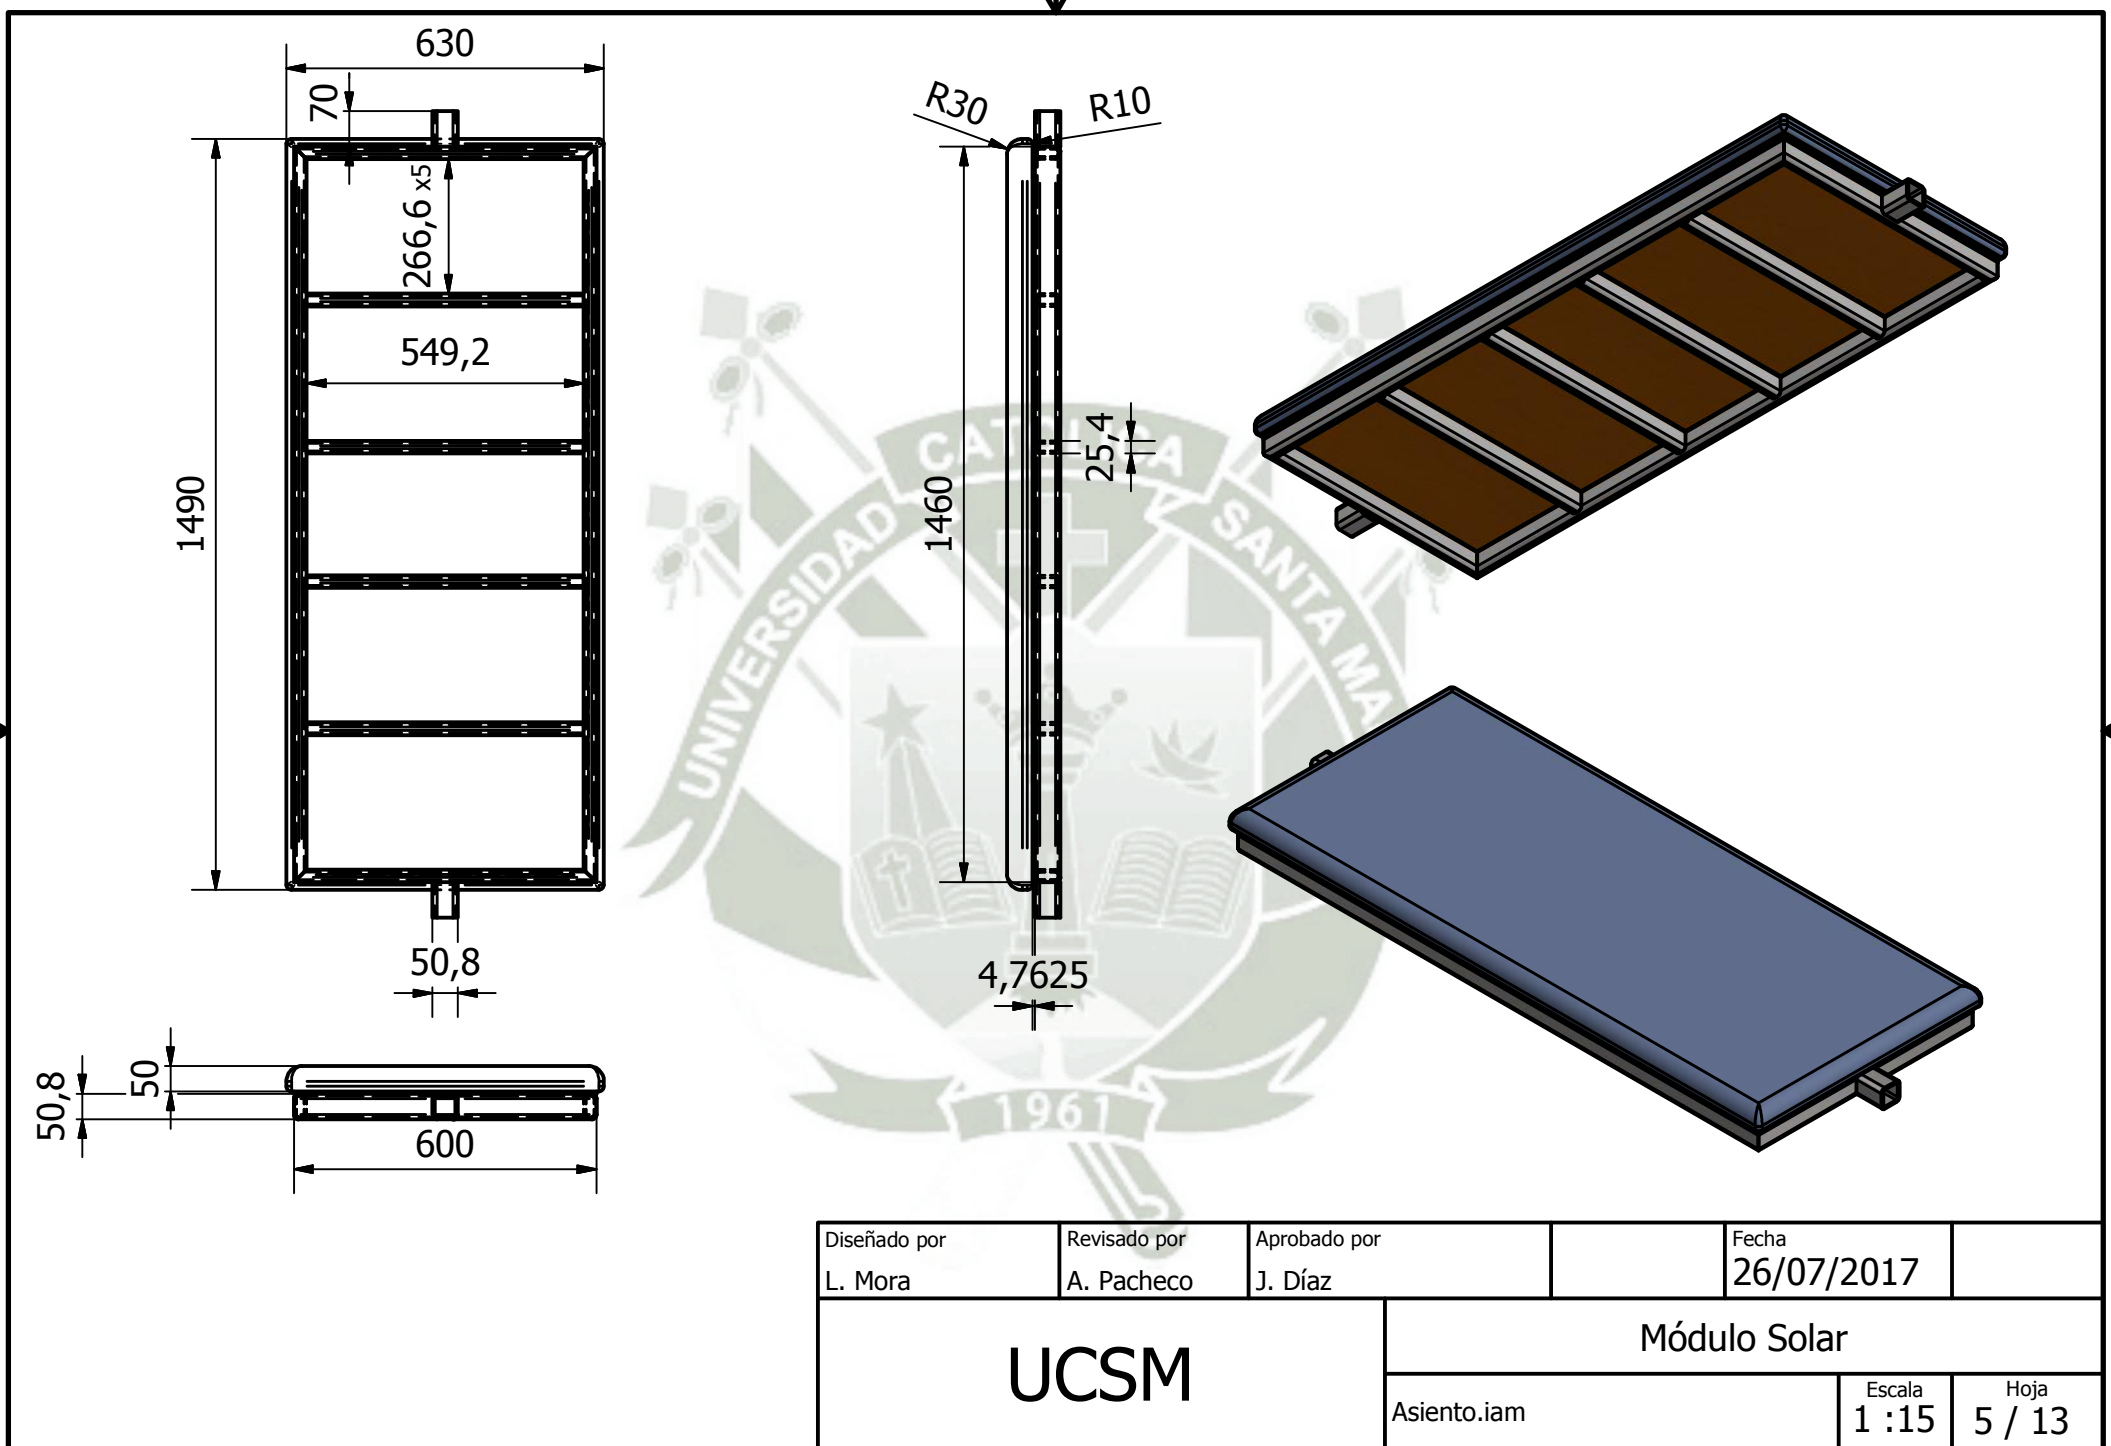 630
70
266,6 x5
549,2
1490
50,8
R30
R10
1460
25,4
4,7625
50
50,8
600
UNIVERSIDAD CATOLICA SANTA MA
1961
Diseñado por
L. Mora
Revisado por
A. Pacheco
Aprobado por
J. Díaz
Fecha
26/07/2017
UCSM
Módulo Solar
Asiento.iam
Escala
1 :15
Hoja
5 / 13